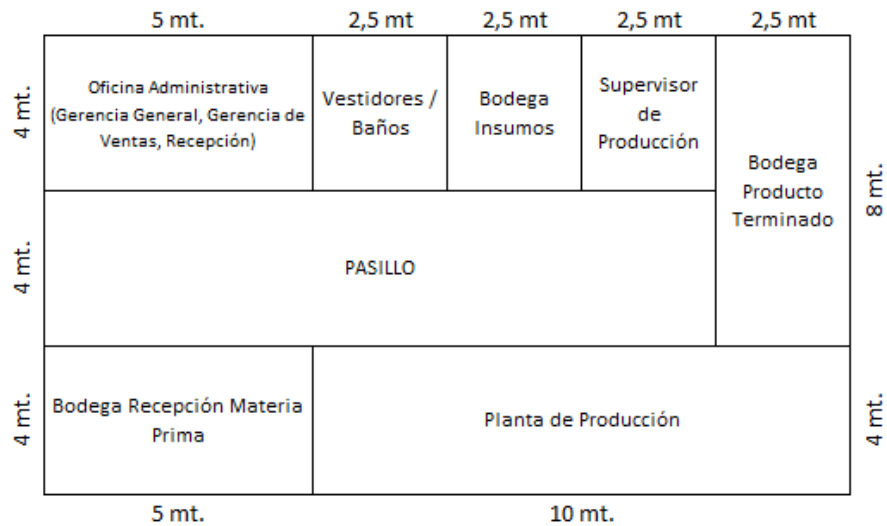 5 mt.
2,5 mt
2,5 mt
2,5 mt
2,5 mt
4 mt.
Oficina Administrativa
(Gerencia General, Gerencia de
Ventas, Recepción)
Vestidores /
Baños
Bodega
Insumos
Supervisor
de
Producción
Bodega
Producto
Terminado
8 mt.
4 mt.
PASILLO
4 mt.
Bodega Recepción Materia
Prima
Planta de Producción
4 mt.
5 mt.
10 mt.